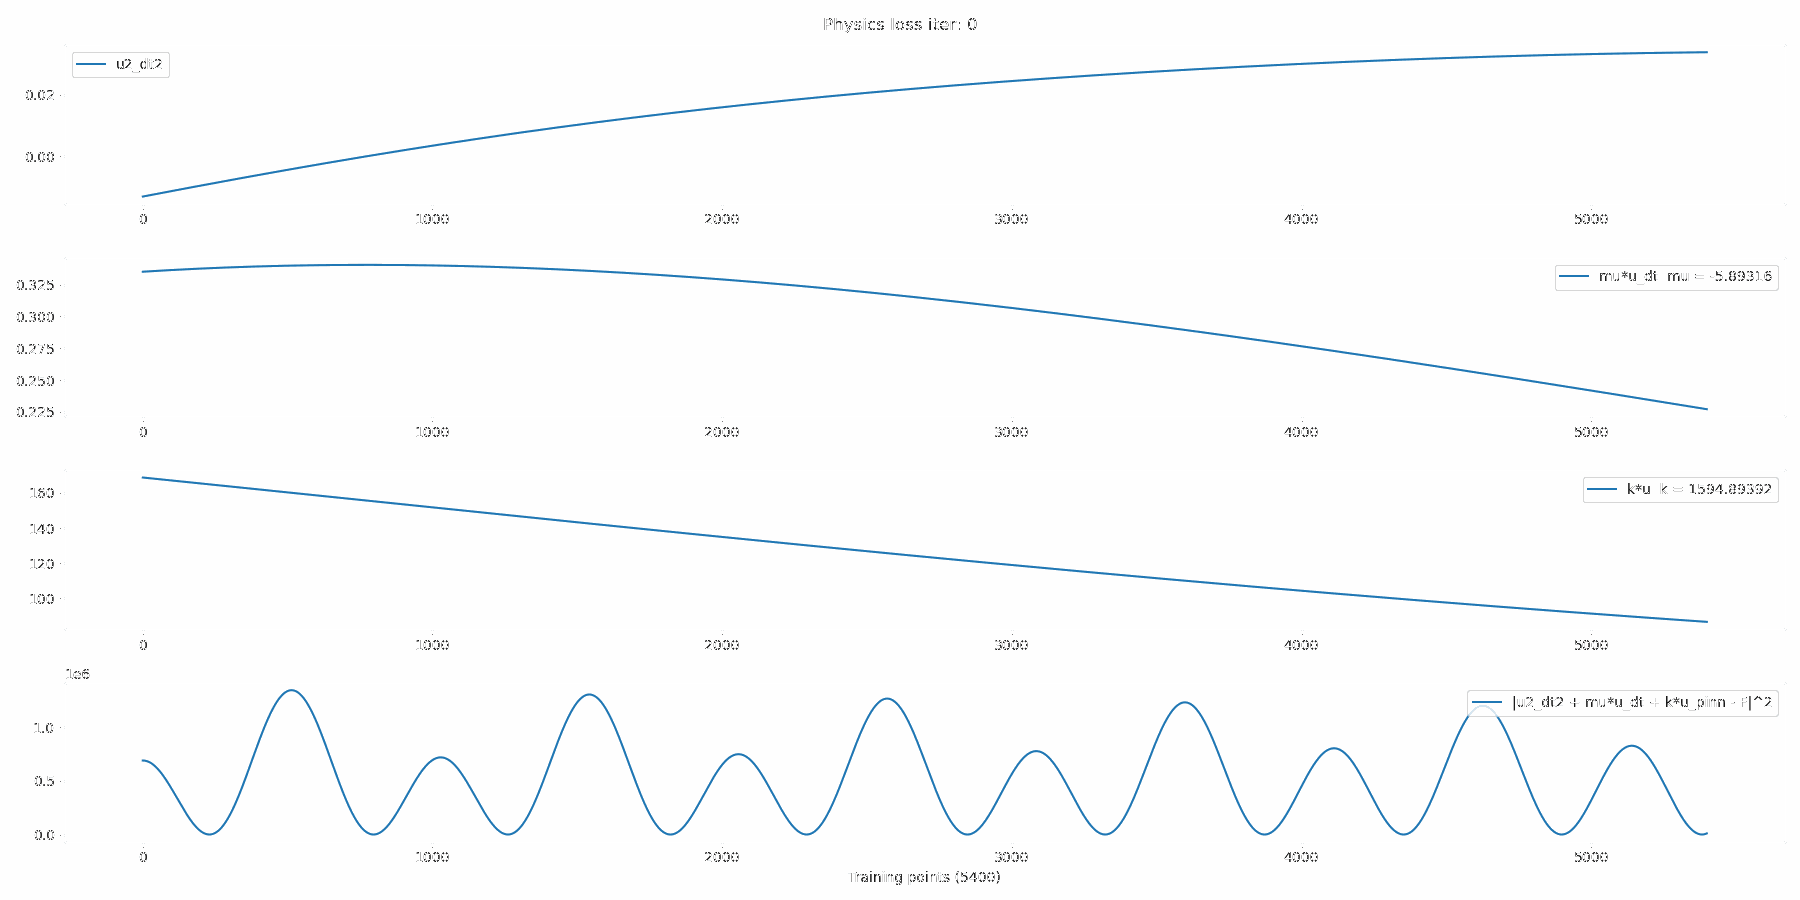 Physics loss iter: 0
u2_dt2
0.02
0.00
0 1000 2000 3000 4000 5000
mu*u_dt mu = -5.89316
0.325
0.300
0.275
0.250
0.225
0 1000 2000 3000 4000 5000
k*u k = 1594.89392
160
140
120
100
0 1000 2000 3000 4000 5000
1e6
|u2_dt2 + mu*u_dt + k*u_pinn - F|^2
1.0
0.5
0.0
0 1000 2000 3000 4000 5000
Training points (5400)